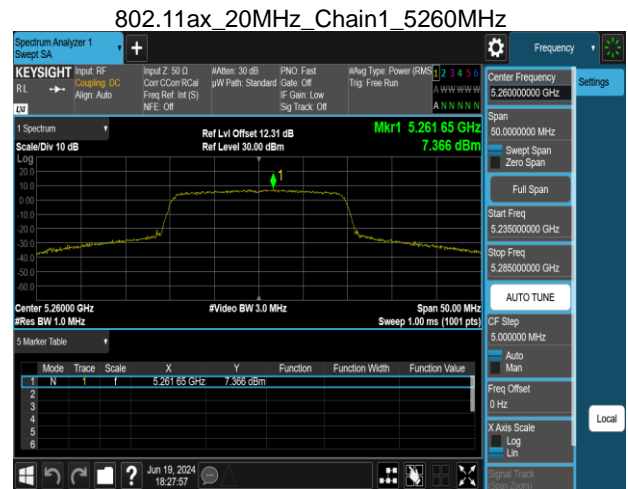 802.11ax_20MHz_Chain1_5260MHz
Spectrum Analyzer 1
Swept SA
Frequency
KEYSIGHT
RL
LXI
Input: RF
Coupling: DC
Align: Auto
Input Z: 50 Ω
Corr CCorr RCal
Freq Ref: Int (S)
NFE: Off
#Atten: 30 dB
µW Path: Standard
PNO: Fast
Gate: Off
IF Gain: Low
Sig Track: Off
#Avg Type: Power (RMS
Trig: Free Run
1 2 3 4 5 6
A W W W W W
A N N N N N
Center Frequency
5.260000000 GHz
Settings
Span
50.0000000 MHz
Swept Span
Zero Span
Full Span
Start Freq
5.235000000 GHz
Stop Freq
5.285000000 GHz
AUTO TUNE
CF Step
5.000000 MHz
Auto
Man
Freq Offset
0 Hz
X Axis Scale
Log
Lin
Signal Track
(Span Zoom)
Local
1 Spectrum
Scale/Div 10 dB
Ref Lvl Offset 12.31 dB
Ref Level 30.00 dBm
Mkr1 5.261 65 GHz
7.366 dBm
Log
20.0
10.0
0.00
-10.0
-20.0
-30.0
-40.0
-50.0
-60.0
1
Center 5.26000 GHz
#Res BW 1.0 MHz
#Video BW 3.0 MHz
Span 50.00 MHz
Sweep 1.00 ms (1001 pts)
5 Marker Table
Mode Trace Scale X Y Function Function Width Function Value
1 N 1 f 5.261 65 GHz 7.366 dBm
2
3
4
5
6
?
Jun 19, 2024
18:27:57